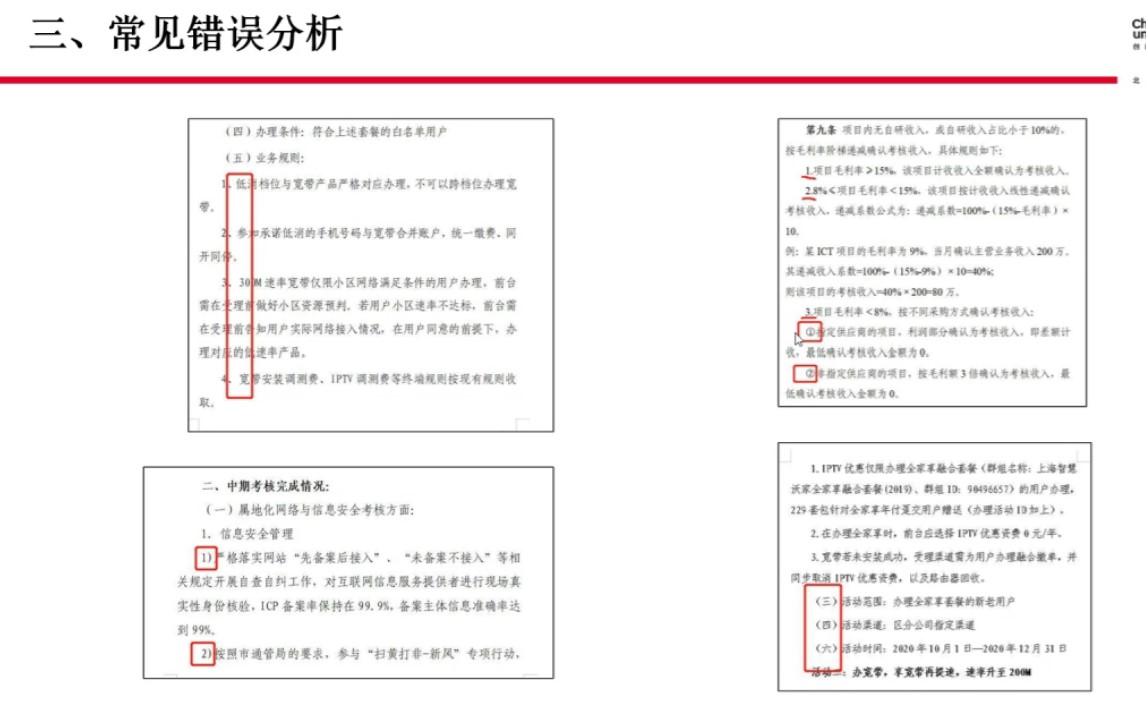 三、常见错误分析
Ch
un
北
(四)办理条件：符合上述套餐的白名单用户
(五)业务规则：
1、低消档位与宽带产品严格对应办理，不可以跨档位办理宽
带。
2、参加承诺低消的手机号码与宽带合并账户，统一缴费、同
开同停。
3、300M速率宽带仅限小区网络满足条件的用户办理，前台
需在受理前做好小区资源预判。若用户小区速率不达标，前台需
在受理前告知用户实际网络接入情况，在用户同意的前提下，办
理对应的低速率产品。
4、宽带安装调测费、IPTV调测费等终端规则按现有规则收
取。
二、中期考核完成情况：
(一)属地化网络与信息安全考核方面：
1．信息安全管理
1)严格落实网站“先备案后接入”、“未备案不接入”等相
关规定开展自查自纠工作，对互联网信息服务提供者进行现场真
实性身份核验，ICP备案率保持在99.9%，备案主体信息准确率达
到99%。
2)按照市通管局的要求，参与“扫黄打非-新风”专项行动，
第九条 项目内无自研收入，或自研收入占比小于10%的，
按毛利率阶梯递减确认考核收入，具体规则如下：
1.项目毛利率≥15%，该项目计收收入全额确认为考核收入。
2.8%≤项目毛利率<15%，该项目按计收收入线性递减确认
考核收入，递减系数公式为：递减系数=100%-(15%-毛利率)×
10。
例：某ICT项目的毛利率为9%，当月确认主营业务收入200万。
其递减收入系数=100%-(15%-9%)×10=40%；
则该项目的考核收入=40%×200=80万。
3.项目毛利率<8%，按不同采购方式确认考核收入：
①指定供应商的项目，利润部分确认为考核收入，即差额计
收，最低确认考核收入金额为0。
②非指定供应商的项目，按毛利额3倍确认为考核收入，最
低确认考核收入金额为0。
1.IPTV优惠仅限办理全家享融合套餐(群组名称：上海智慧
沃家全家享融合套餐(2019)、群组ID：90496657)的用户办理，
229套包针对全家享年付趸交用户赠送(办理活动ID如上)。
2.在办理全家享时，前台应选择IPTV优惠资费0元/年。
3.宽带若未安装成功，受理渠道需为用户办理融合撤单，并
同步取消IPTV优惠资费，以及路由器回收。
(三)活动范围：办理全家享套餐的新老用户
(四)活动渠道：区分公司指定渠道
(六)活动时间：2020年10月1日—2020年12月31日
活动二：办宽带，享宽带再提速，速率升至200M